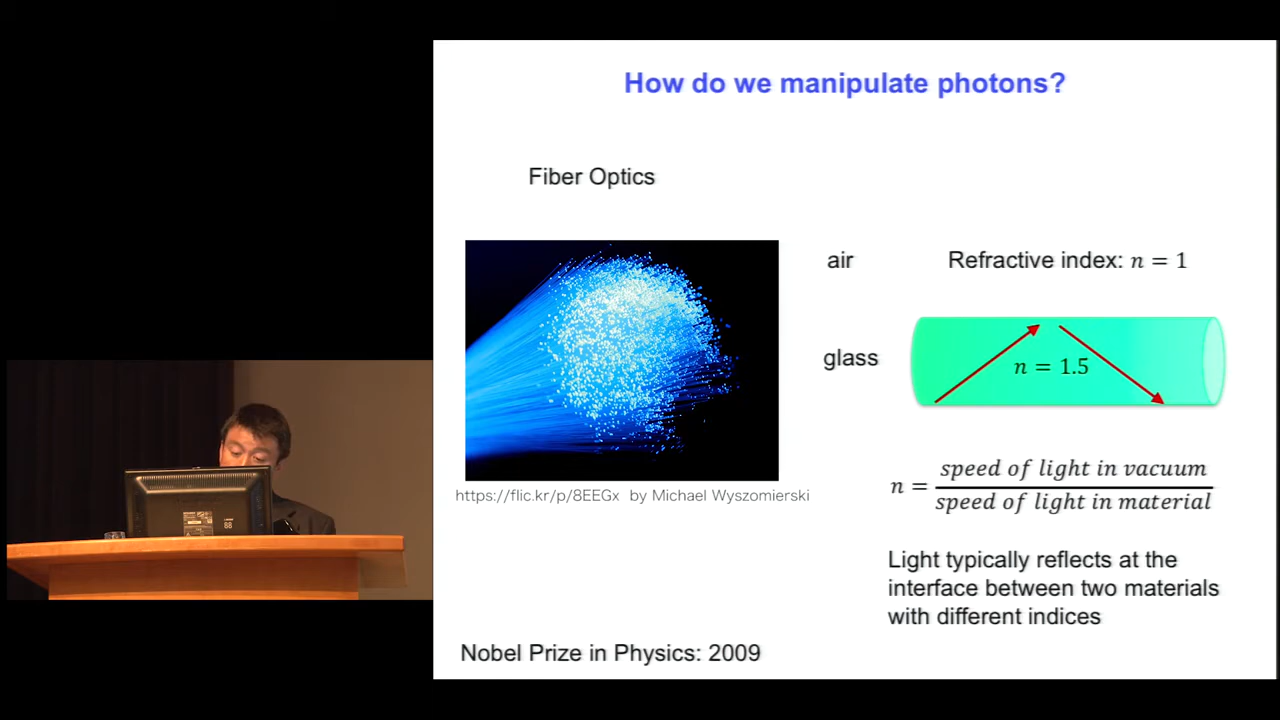 How do we manipulate photons?
Fiber Optics
air
Refractive index: n = 1
glass
n = 1.5
https://flic.kr/p/8EEGx by Michael Wyszomierski
n = speed of light in vacuum / speed of light in material
Light typically reflects at the
interface between two materials
with different indices
Nobel Prize in Physics: 2009
88